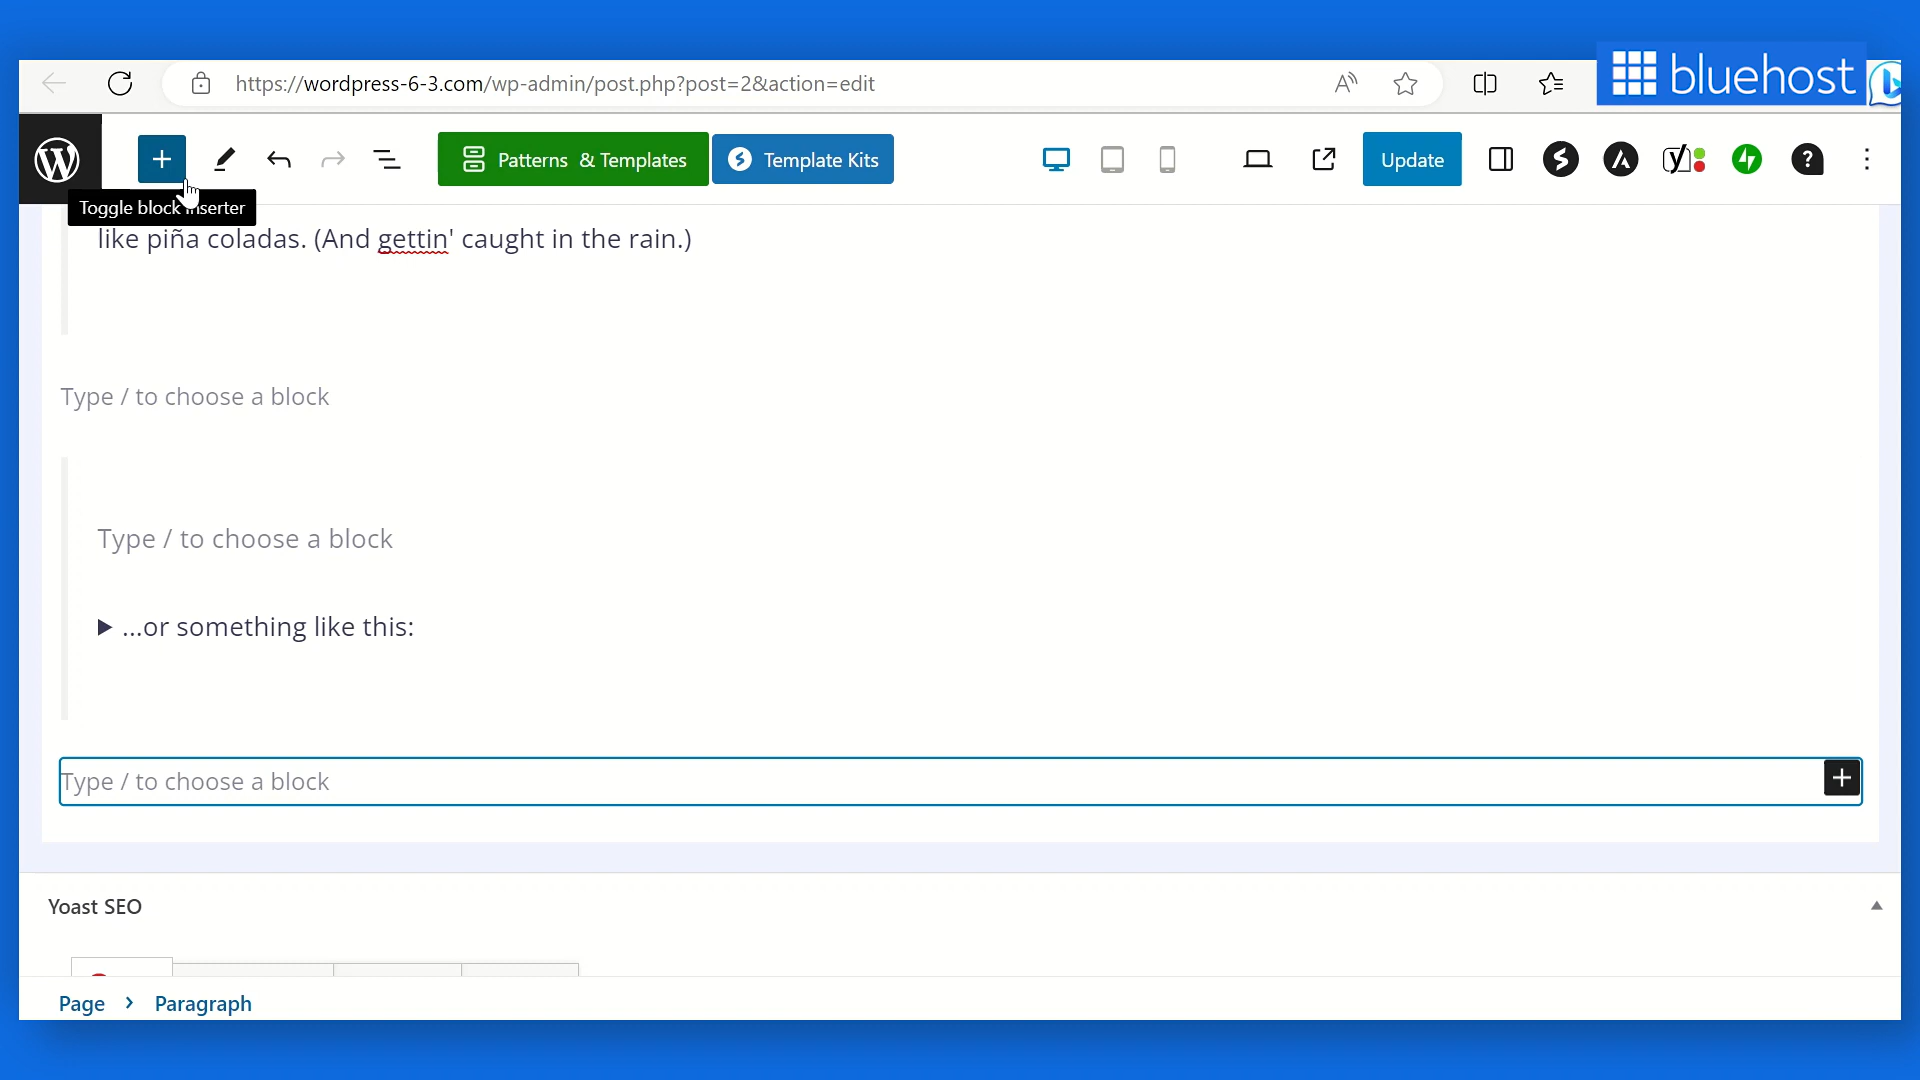 bluehost
https://wordpress-6-3.com/wp-admin/post.php?post=2&action=edit
Patterns & Templates
Template Kits
Update
Toggle block inserter
like piña coladas. (And gettin' caught in the rain.)
Type / to choose a block
Type / to choose a block
...or something like this:
Type / to choose a block
Yoast SEO
Page > Paragraph